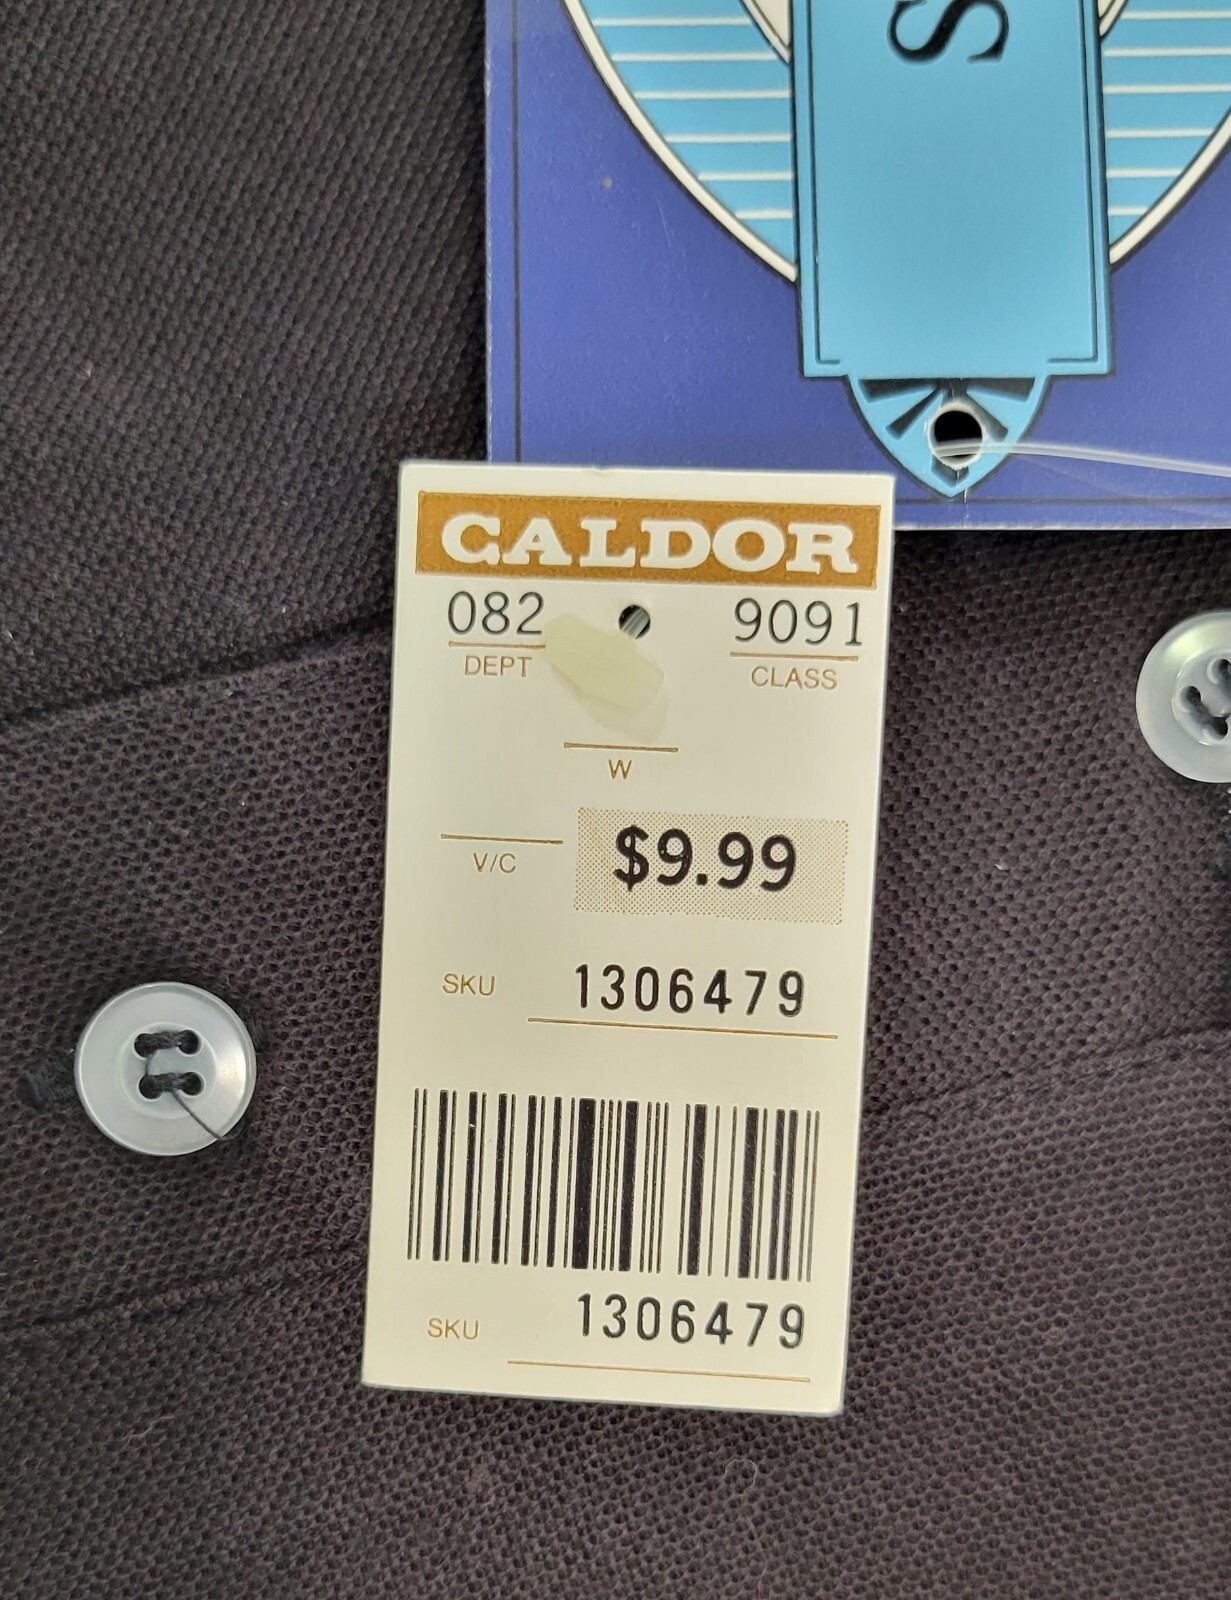 S
CALDOR
082 9091
DEPT CLASS
W
$9.99
V/C
SKU 1306479
1306479
SKU